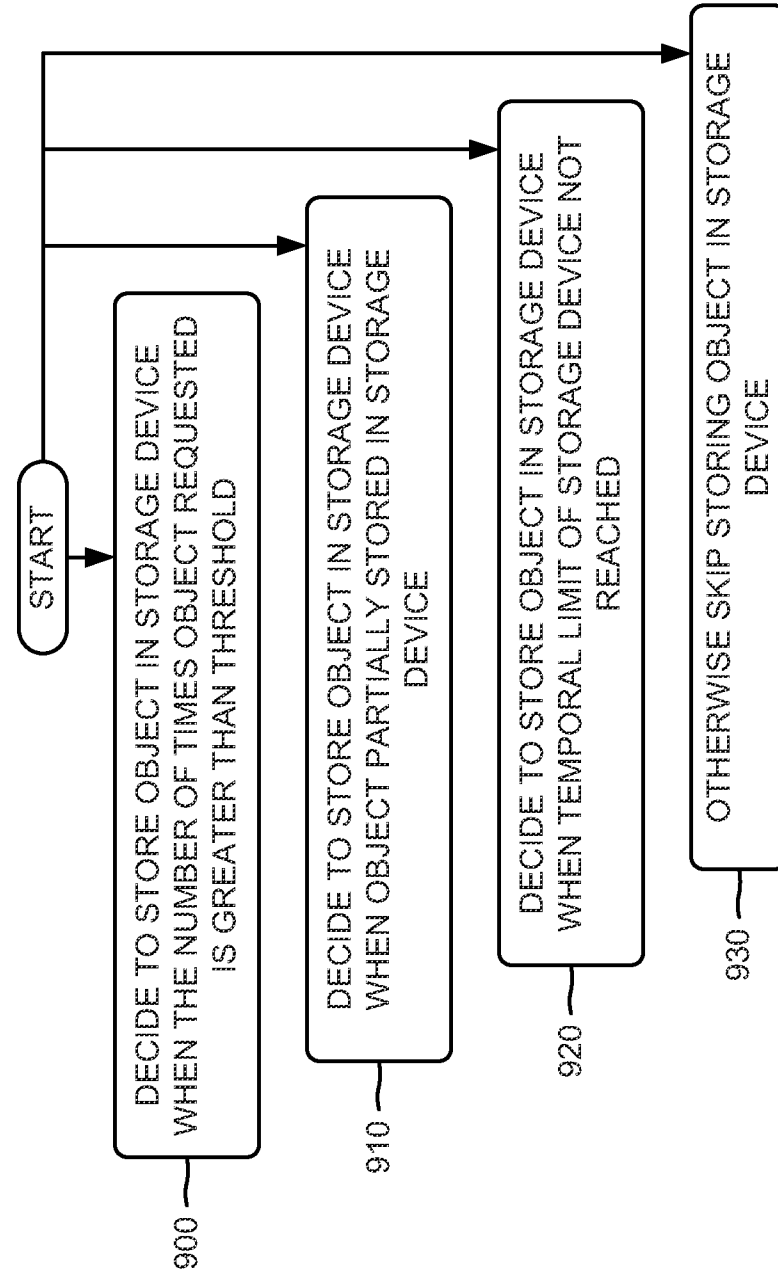 START
DECIDE TO STORE OBJECT IN STORAGE DEVICE
WHEN THE NUMBER OF TIMES OBJECT REQUESTED
IS GREATER THAN THRESHOLD
900
DECIDE TO STORE OBJECT IN STORAGE DEVICE
WHEN OBJECT PARTIALLY STORED IN STORAGE
DEVICE
910
DECIDE TO STORE OBJECT IN STORAGE DEVICE
WHEN TEMPORAL LIMIT OF STORAGE DEVICE NOT
REACHED
920
OTHERWISE SKIP STORING OBJECT IN STORAGE
DEVICE
930